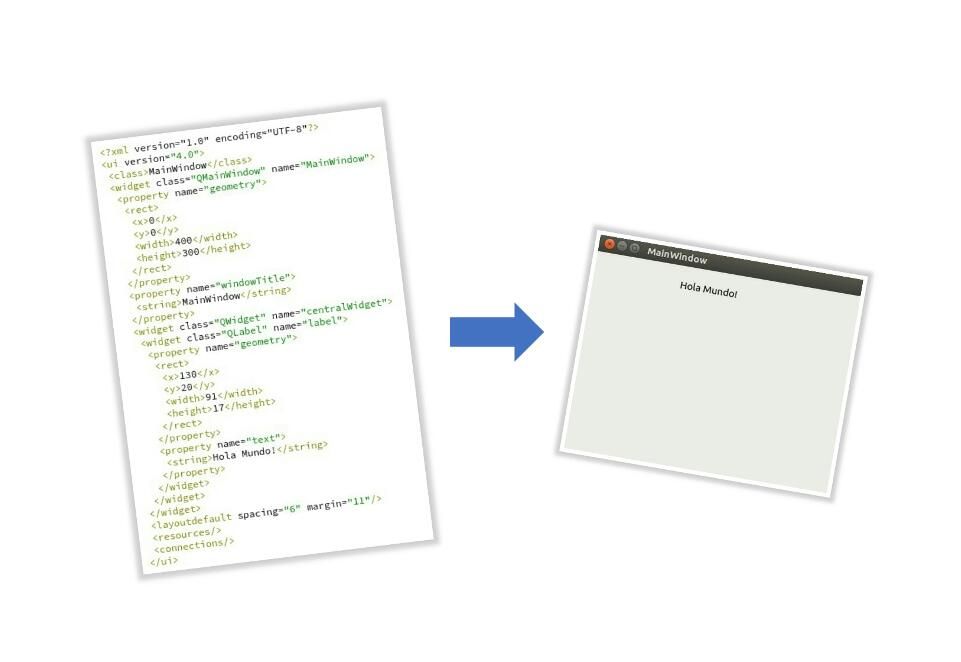 <?xml version="1.0" encoding="UTF-8"?>
<ui version="4.0">
<class>MainWindow</class>
<widget class="QMainWindow" name="MainWindow">
<property name="geometry">
<rect>
<x>0</x>
<y>0</y>
<width>400</width>
<height>300</height>
</rect>
</property>
<property name="windowTitle">
<string>MainWindow</string>
</property>
<widget class="QWidget" name="centralWidget">
<widget class="QLabel" name="label">
<property name="geometry">
<rect>
<x>130</x>
<y>20</y>
<width>91</width>
<height>17</height>
</rect>
</property>
<property name="text">
<string>Hola Mundo!</string>
</property>
</widget>
</widget>
</widget>
<layoutdefault spacing="6" margin="11"/>
<resources/>
<connections/>
</ui>
MainWindow
Hola Mundo!